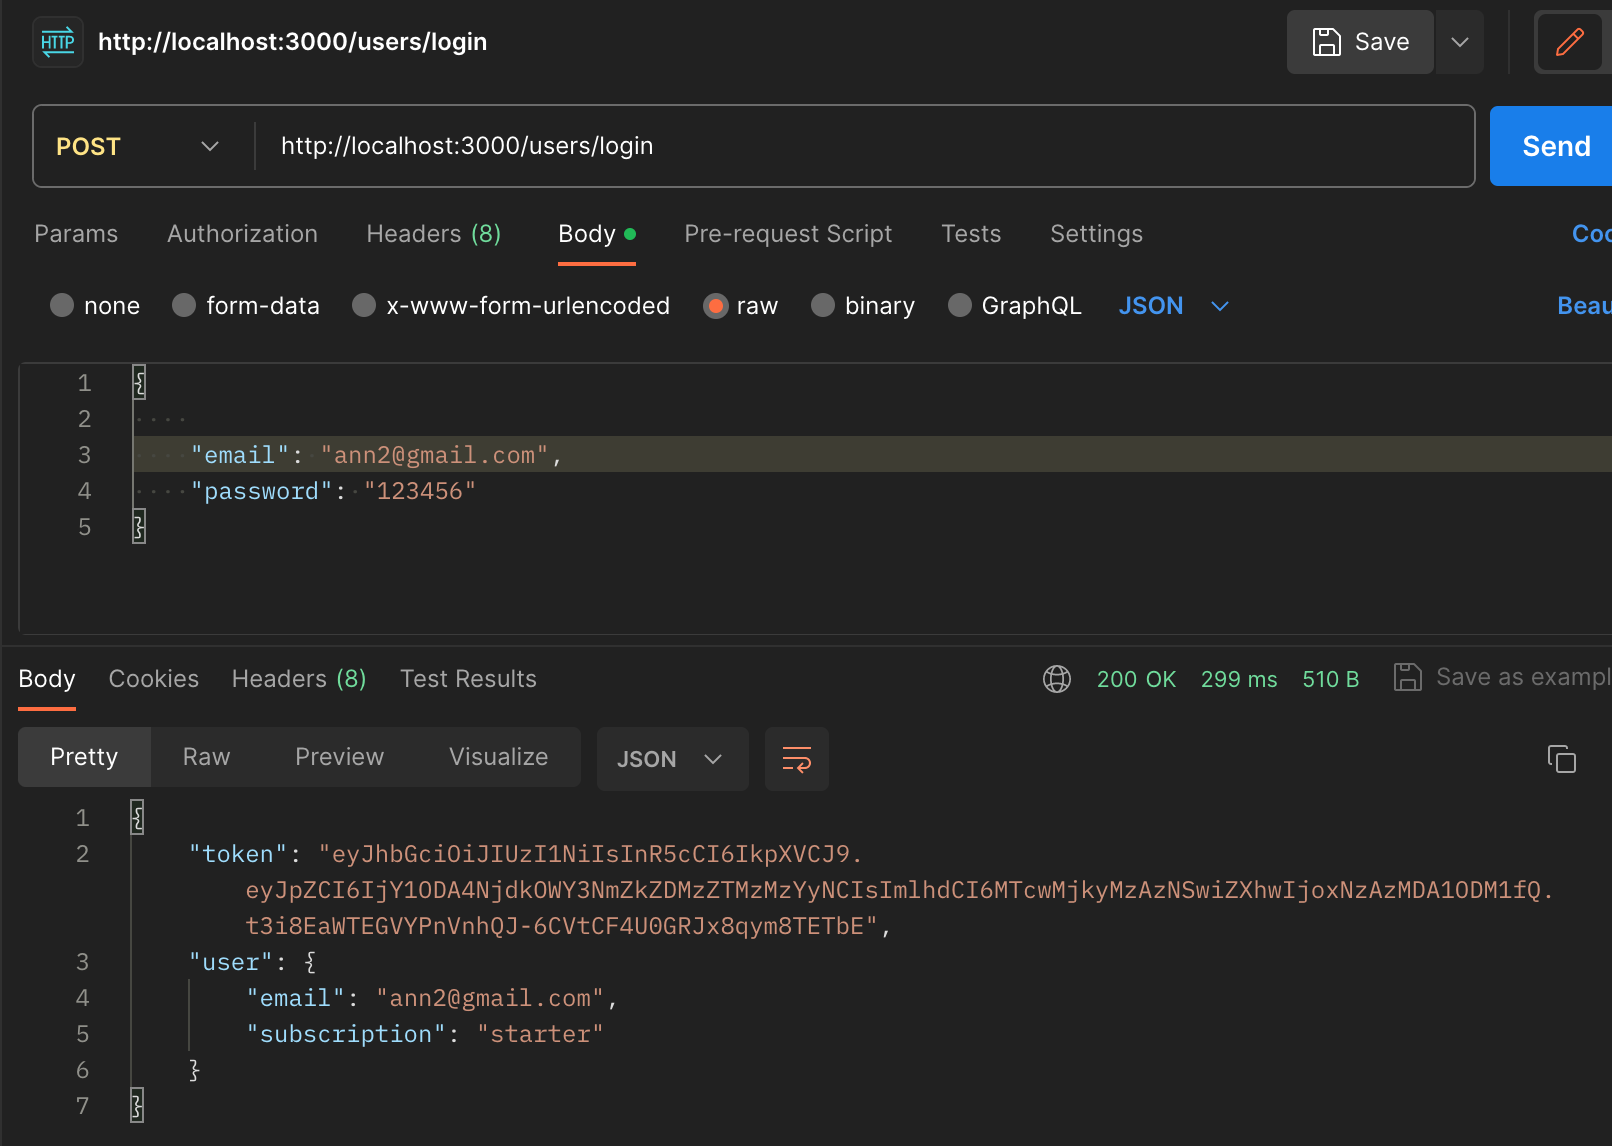 HTTP http://localhost:3000/users/login Save
POST http://localhost:3000/users/login Send
Params Authorization Headers (8) Body Pre-request Script Tests Settings Coo
none form-data x-www-form-urlencoded raw binary GraphQL JSON Beau
1 {
2
3 "email": "ann2@gmail.com",
4 "password": "123456"
5 }
Body Cookies Headers (8) Test Results 200 OK 299 ms 510 B Save as exampl
Pretty Raw Preview Visualize JSON
1 {
2 "token": "eyJhbGciOiJIUzI1NiIsInR5cCI6IkpXVCJ9.
eyJpZCI6IjY1ODA4NjdkOWY3NmZkZDMzZTMzMzYyNCIsImlhdCI6MTcwMjkyMzAzNSwiZXhwIjoxNzAzMDA1ODM1fQ.
t3i8EaWTEGVYPnVnhQJ-6CVtCF4U0GRJx8qym8TETbE",
3 "user": {
4 "email": "ann2@gmail.com",
5 "subscription": "starter"
6 }
7 }